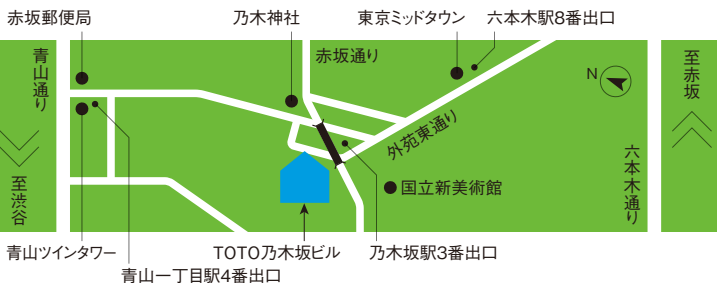 赤坂郵便局
乃木神社
東京ミッドタウン
六本木駅8番出口
青山通り
赤坂通り
至赤坂
N
外苑東通り
六本木通り
至渋谷
国立新美術館
青山ツインタワー
TOTO乃木坂ビル
乃木坂駅3番出口
青山一丁目駅4番出口